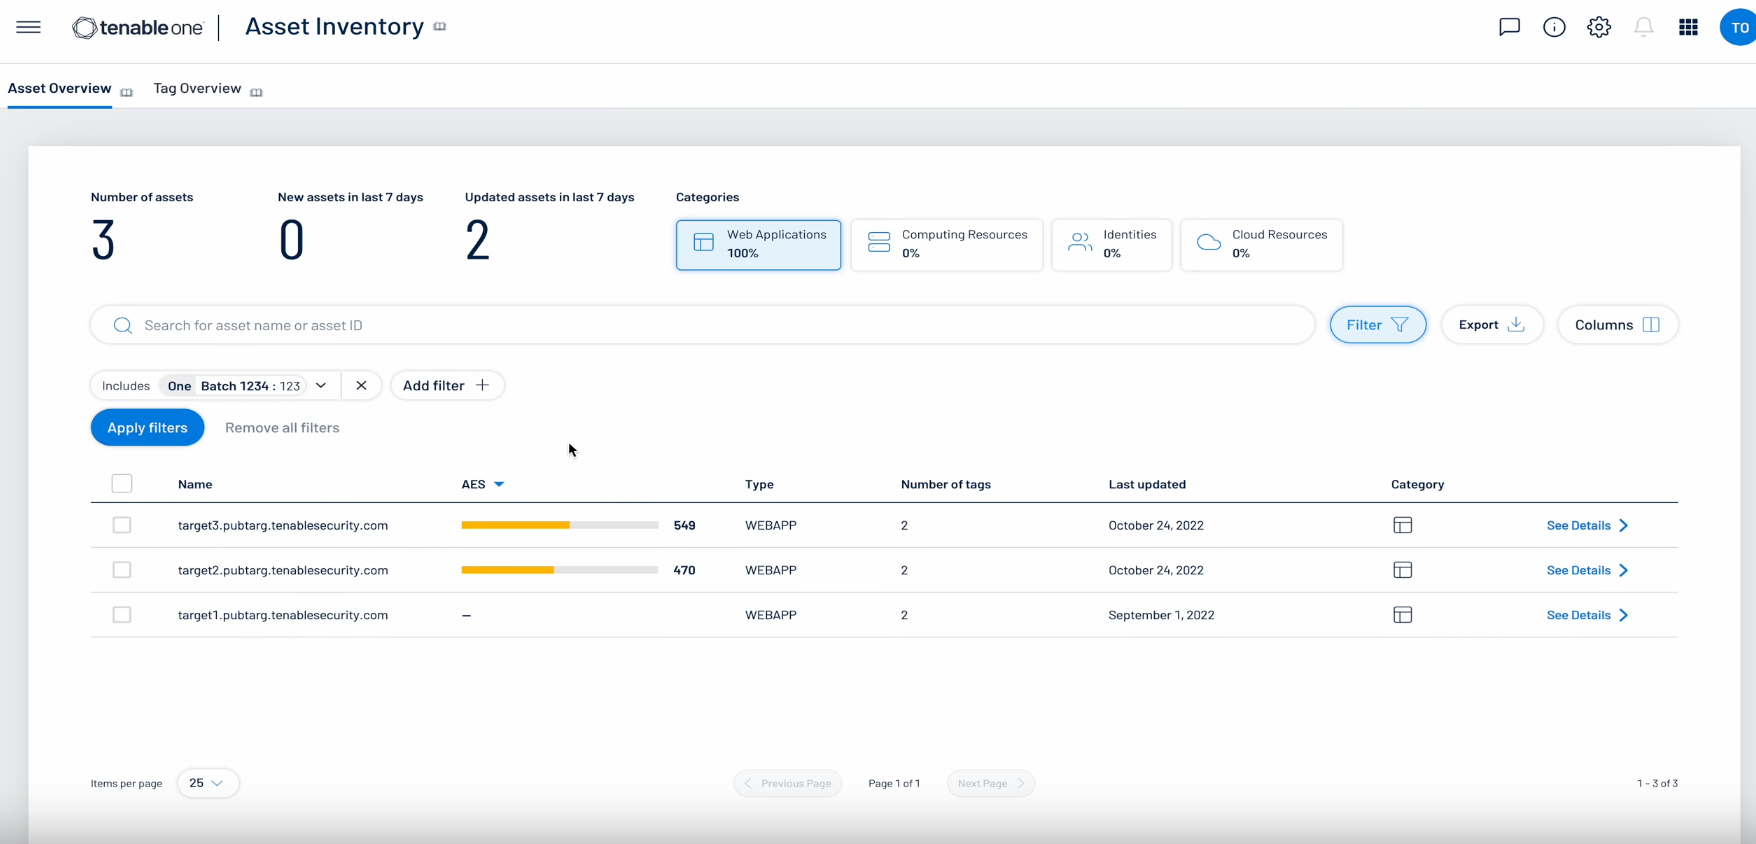 tenable one
Asset Inventory
TO
Asset Overview
Tag Overview
Number of assets
3
New assets in last 7 days
0
Updated assets in last 7 days
2
Categories
Web Applications
100%
Computing Resources
0%
Identities
0%
Cloud Resources
0%
Search for asset name or asset ID
Filter
Export
Columns
Includes One Batch 1234 : 123
Add filter
Apply filters
Remove all filters
Name AES Type Number of tags Last updated Category
target3.pubtarg.tenablesecurity.com 549 WEBAPP 2 October 24, 2022 See Details
target2.pubtarg.tenablesecurity.com 470 WEBAPP 2 October 24, 2022 See Details
target1.pubtarg.tenablesecurity.com – WEBAPP 2 September 1, 2022 See Details
Items per page 25
Previous Page
Page 1 of 1
Next Page
1 - 3 of 3